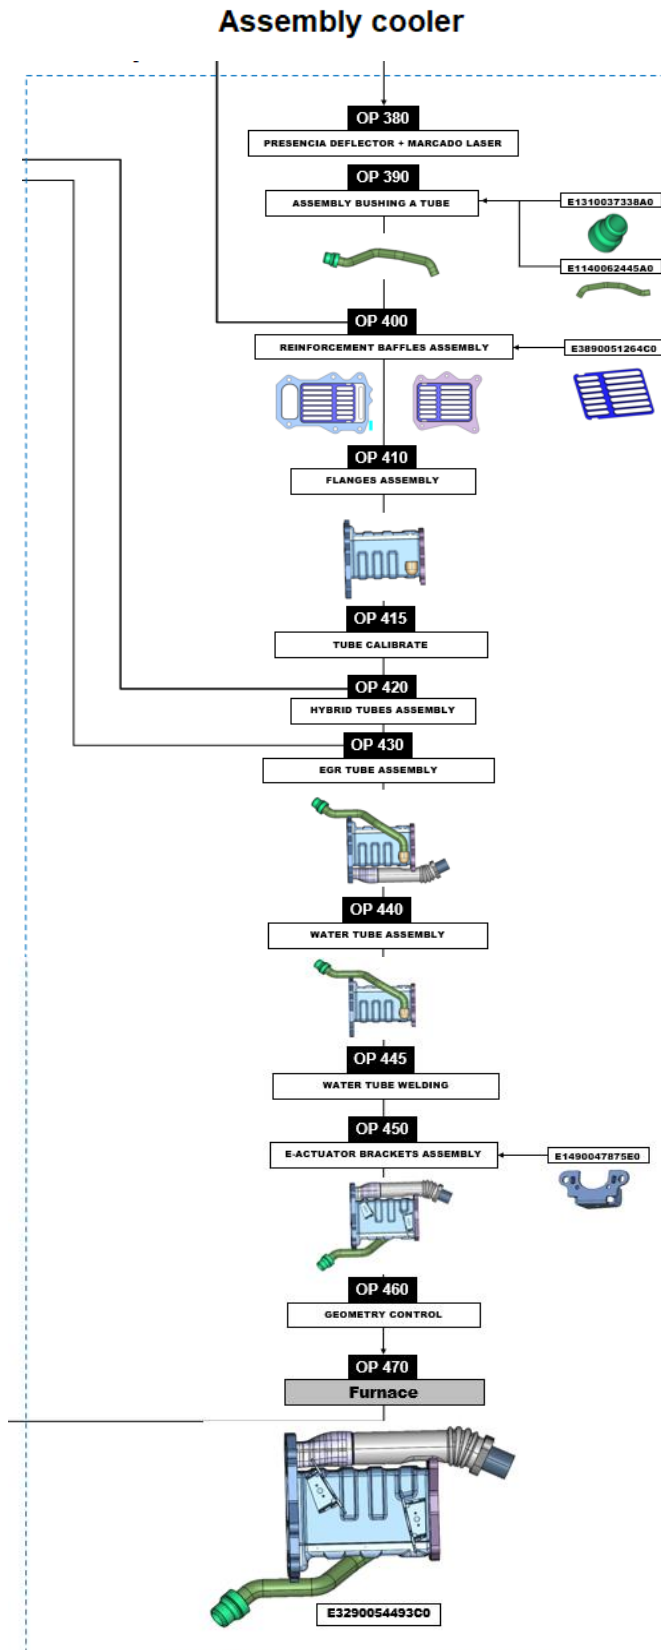 Assembly cooler
OP 380
PRESENCIA DEFLECTOR + MARCADO LASER
OP 390
ASSEMBLY BUSHING A TUBE
E1310037338A0
E1140062445A0
OP 400
REINFORCEMENT BAFFLES ASSEMBLY
E3890051264C0
OP 410
FLANGES ASSEMBLY
OP 415
TUBE CALIBRATE
OP 420
HYBRID TUBES ASSEMBLY
OP 430
EGR TUBE ASSEMBLY
OP 440
WATER TUBE ASSEMBLY
OP 445
WATER TUBE WELDING
OP 450
E-ACTUATOR BRACKETS ASSEMBLY
E1490047875E0
OP 460
GEOMETRY CONTROL
OP 470
Furnace
E3290054493C0